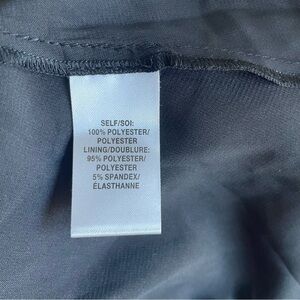 SELF/SOI:
100% POLYESTER/
POLYESTER
LINING/DOUBLURE:
95% POLYESTER/
POLYESTER
5% SPANDEX/
ÉLASTHANNE